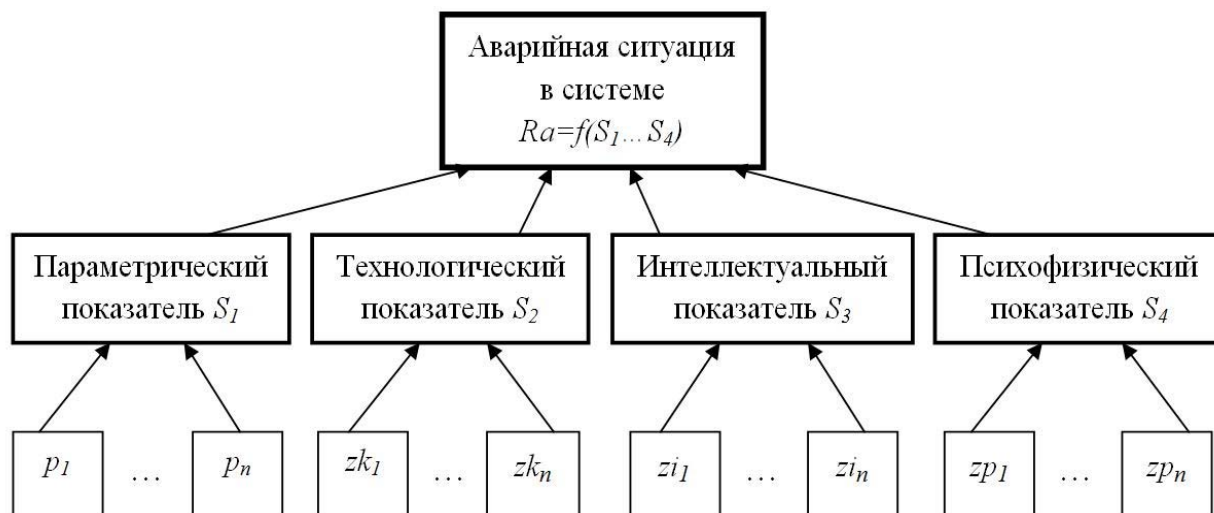 Аварийная ситуация
в системе
Ra=f(S₁...S₄)
Параметрический
показатель S₁
Технологический
показатель S₂
Интеллектуальный
показатель S₃
Психофизический
показатель S₄
p₁ ... pₙ
zk₁ ... zkₙ
zi₁ ... ziₙ
zp₁ ... zpₙ